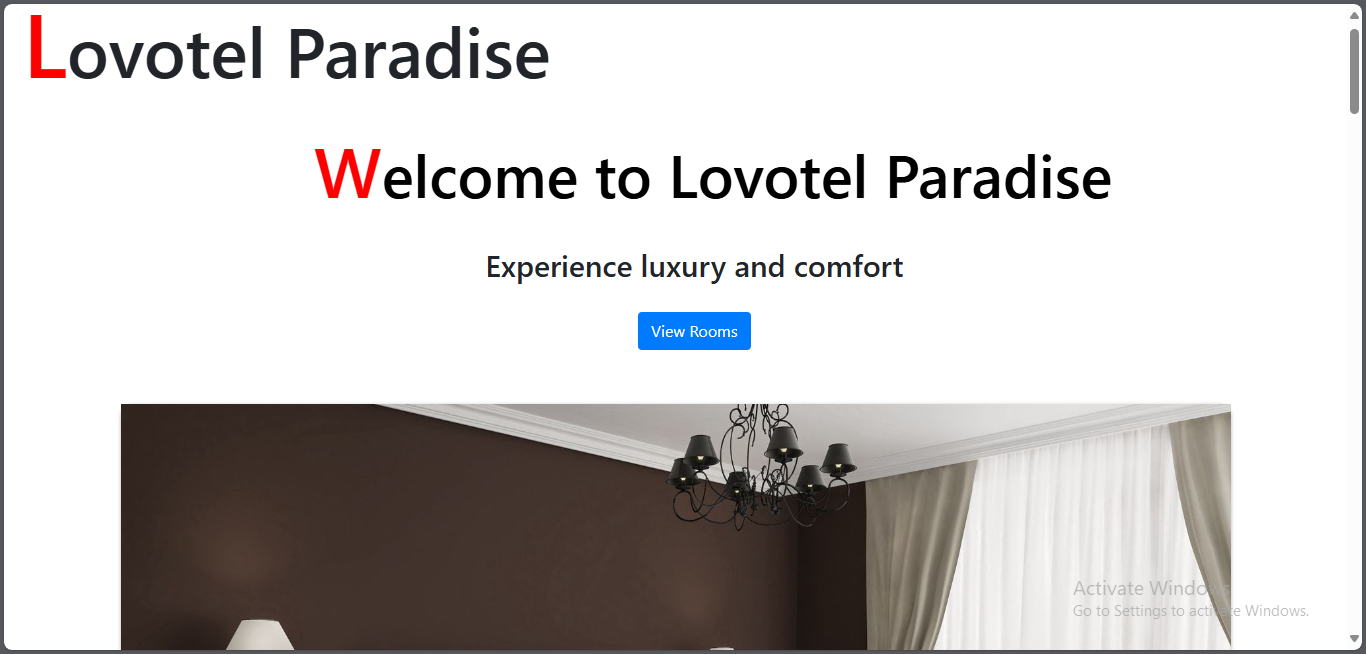 Lovotel Paradise
Welcome to Lovotel Paradise
Experience luxury and comfort
View Rooms
Activate Windows
Go to Settings to activate Windows.